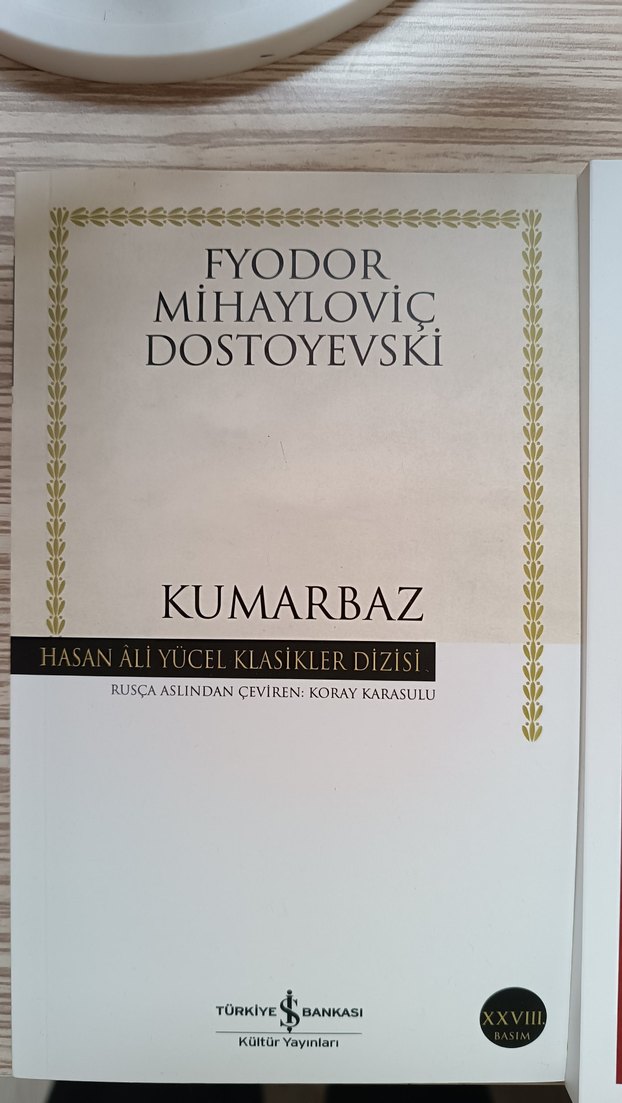 FYODOR
MİHAYLOVİÇ
DOSTOYEVSKİ
KUMARBAZ
HASAN ÂLİ YÜCEL KLASİKLER DİZİSİ
RUSÇA ASLINDAN ÇEVİREN: KORAY KARASULU
TÜRKİYE İŞ BANKASI
Kültür Yayınları
XXVIII.
BASIM